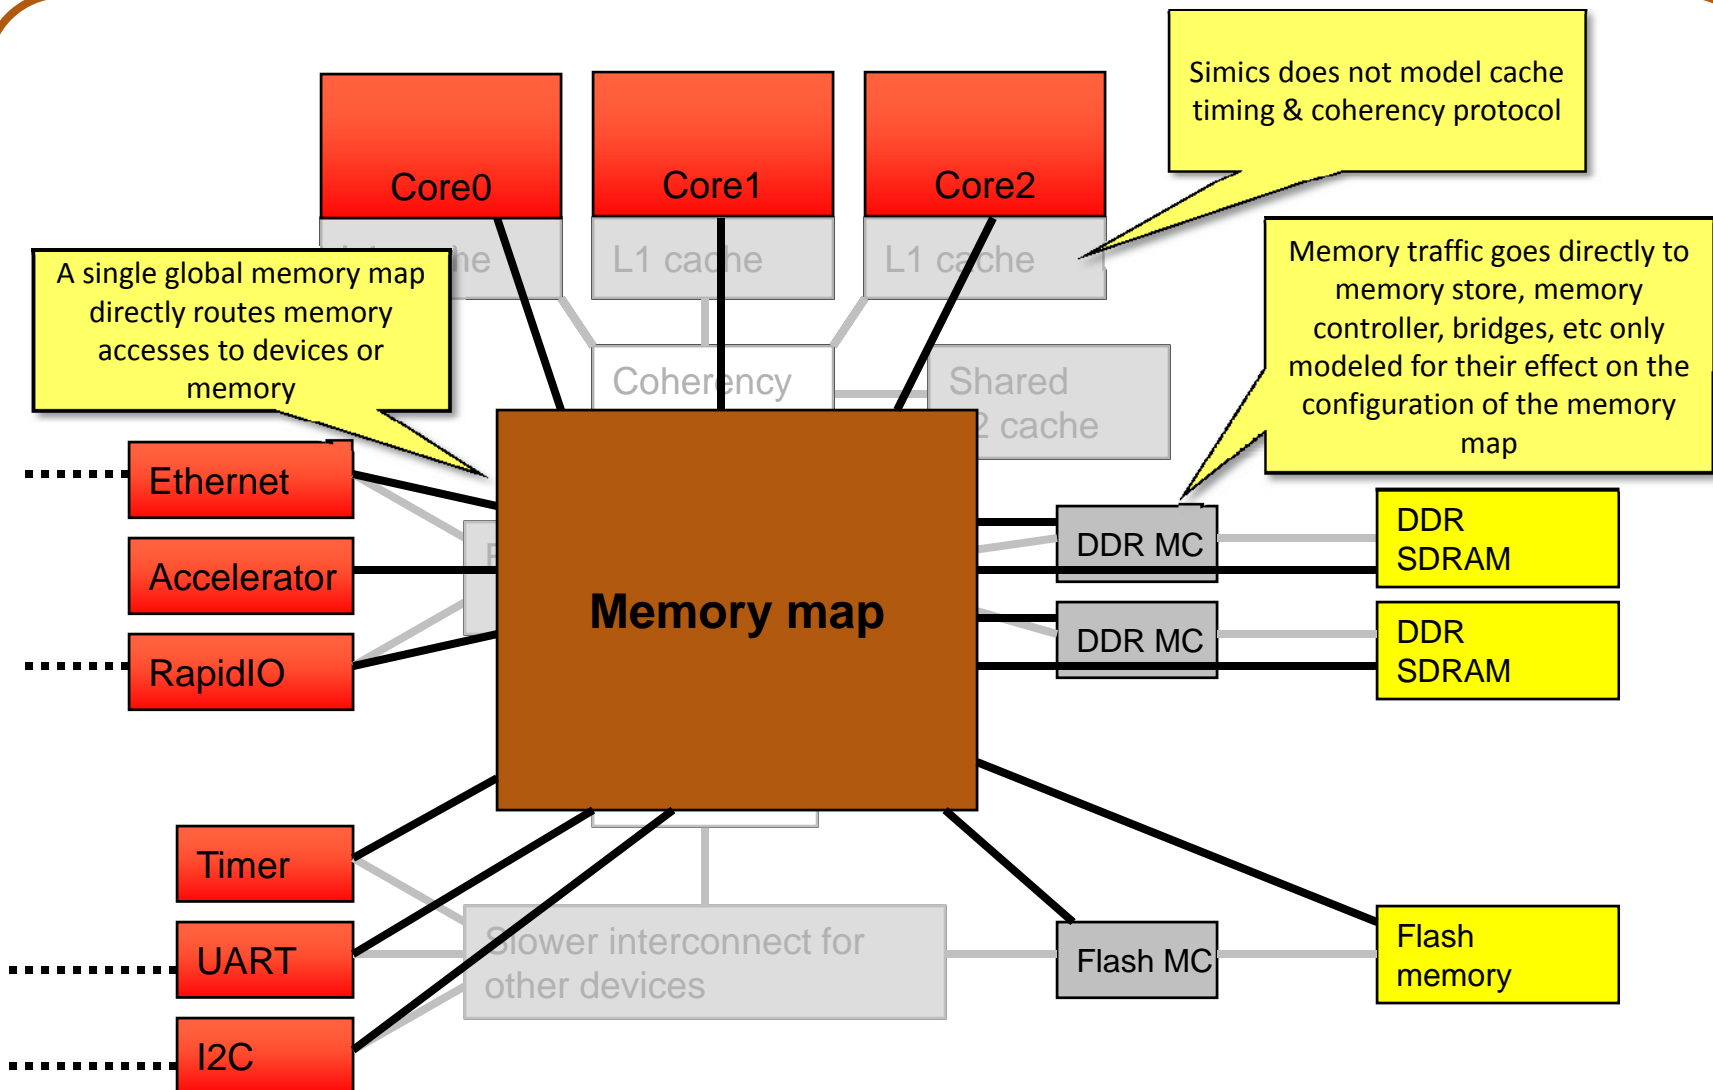 Simics does not model cache
timing & coherency protocol
Core0
Core1
Core2
L1 cache
L1 cache
A single global memory map
directly routes memory
accesses to devices or
memory
Memory traffic goes directly to
memory store, memory
controller, bridges, etc only
modeled for their effect on the
configuration of the memory
map
Coherency
Shared
cache
Ethernet
Accelerator
RapidIO
Memory map
DDR MC
DDR
SDRAM
DDR MC
DDR
SDRAM
Timer
UART
I2C
Slower interconnect for
other devices
Flash MC
Flash
memory